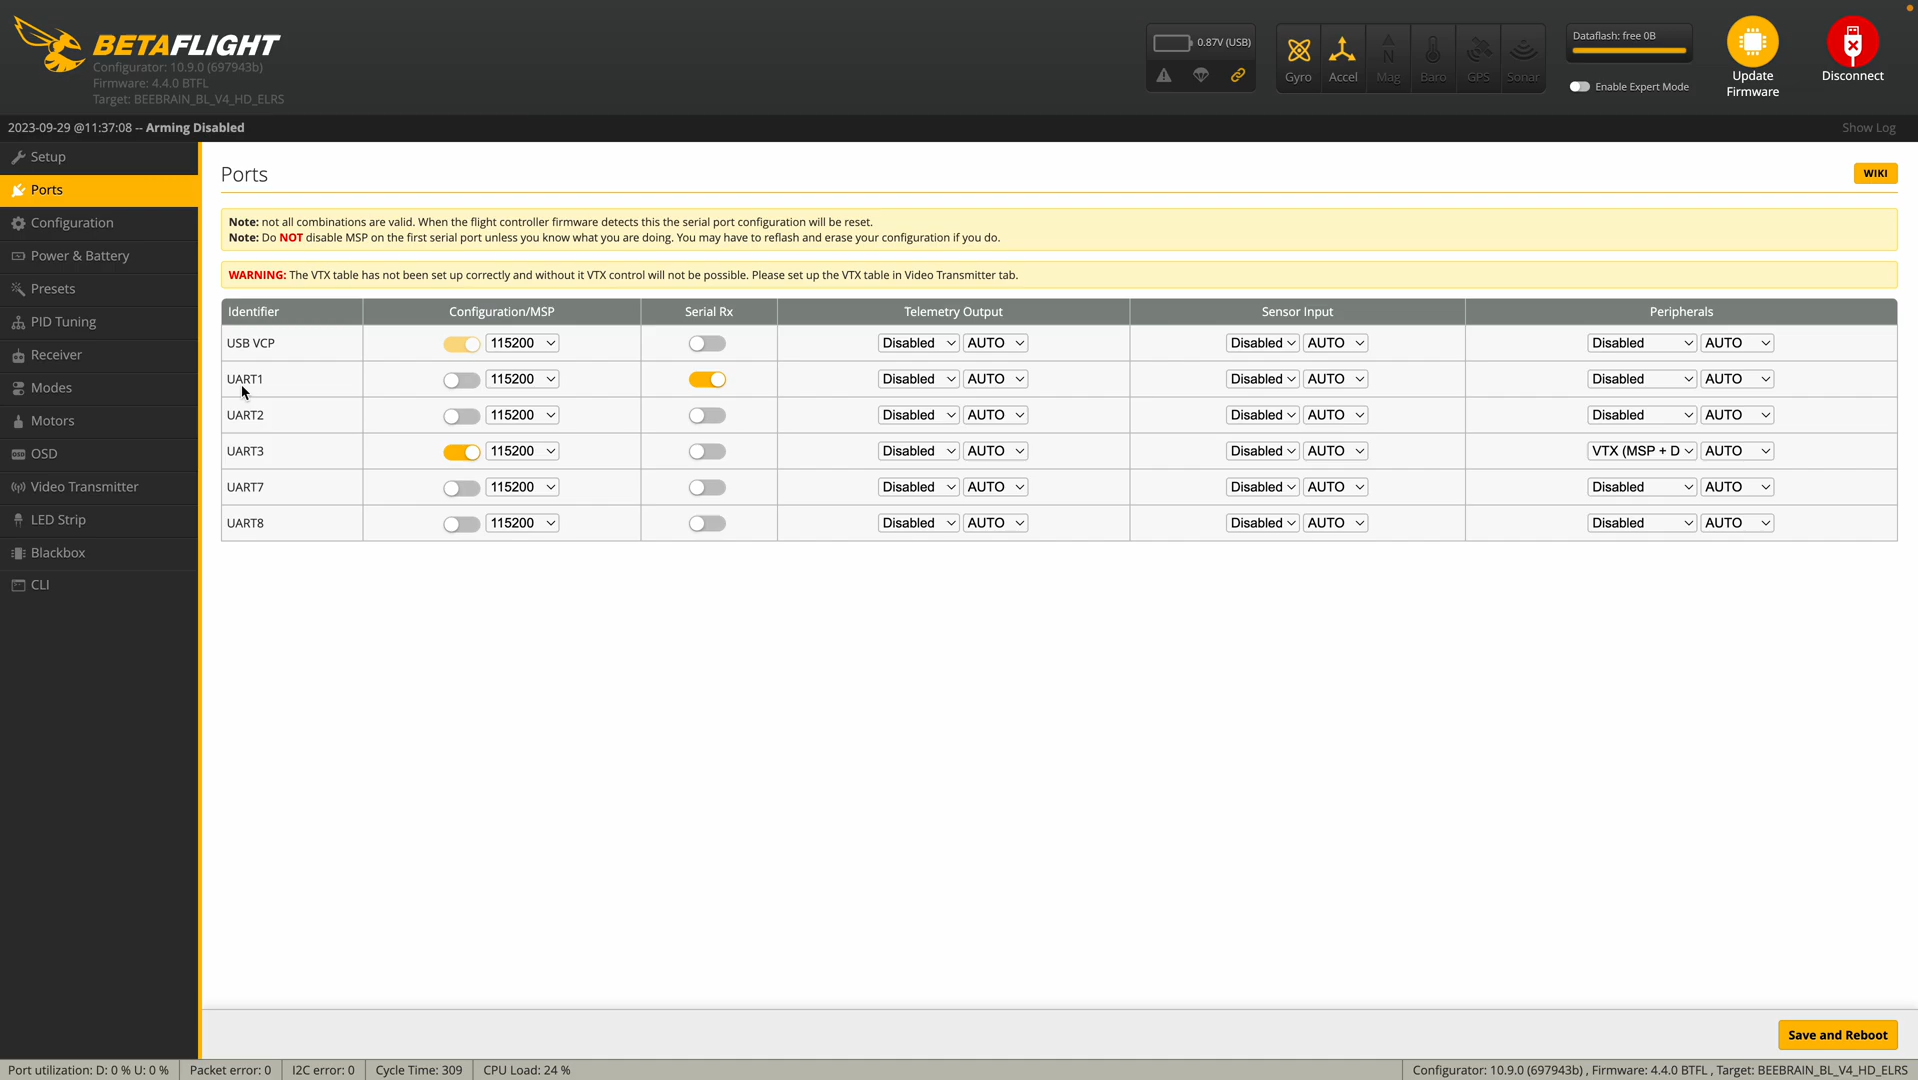 BETAFLIGHT
Configurator: 10.9.0 (697943b)
Firmware: 4.4.0 BTFL
Target: BEEBRAIN_BL_V4_HD_ELRS
0.87V (USB)
Gyro
Accel
Mag
Baro
GPS
Sonar
Dataflash: free 0B
Enable Expert Mode
Update
Firmware
Disconnect
2023-09-29 @11:37:08 -- Arming Disabled
Show Log
Setup
Ports
Configuration
Power & Battery
Presets
PID Tuning
Receiver
Modes
Motors
OSD
Video Transmitter
LED Strip
Blackbox
CLI
Ports
WIKI
Note: not all combinations are valid. When the flight controller firmware detects this the serial port configuration will be reset.
Note: Do NOT disable MSP on the first serial port unless you know what you are doing. You may have to reflash and erase your configuration if you do.
WARNING: The VTX table has not been set up correctly and without it VTX control will not be possible. Please set up the VTX table in Video Transmitter tab.
Identifier Configuration/MSP Serial Rx Telemetry Output Sensor Input Peripherals
USB VCP 115200 Disabled AUTO Disabled AUTO Disabled AUTO
UART1 115200 Disabled AUTO Disabled AUTO Disabled AUTO
UART2 115200 Disabled AUTO Disabled AUTO Disabled AUTO
UART3 115200 Disabled AUTO Disabled AUTO VTX (MSP + D AUTO
UART7 115200 Disabled AUTO Disabled AUTO Disabled AUTO
UART8 115200 Disabled AUTO Disabled AUTO Disabled AUTO
Save and Reboot
Port utilization: D: 0 % U: 0 % Packet error: 0 I2C error: 0 Cycle Time: 309 CPU Load: 24 % Configurator: 10.9.0 (697943b) , Firmware: 4.4.0 BTFL , Target: BEEBRAIN_BL_V4_HD_ELRS